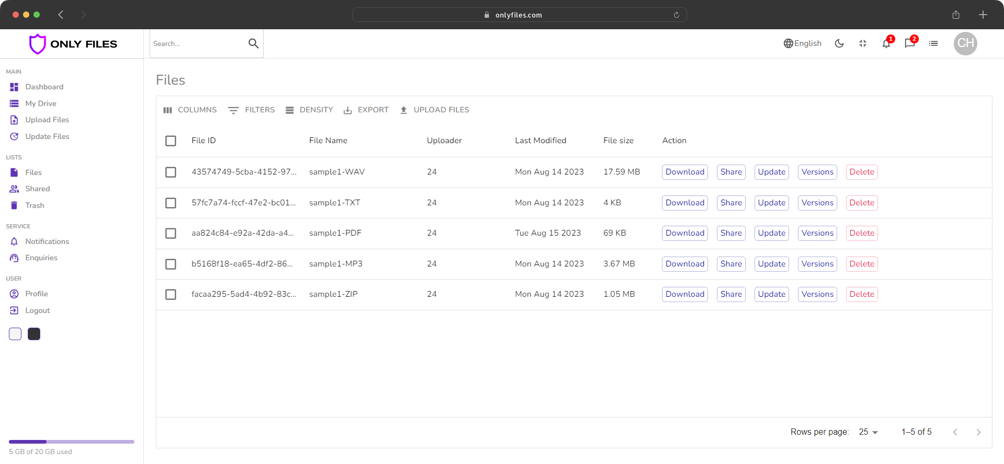 onlyfiles.com
ONLY FILES
Search...
English
1
2
CH
MAIN
Dashboard
My Drive
Upload Files
Update Files
LISTS
Files
Shared
Trash
SERVICE
Notifications
Enquiries
USER
Profile
Logout
5 GB of 20 GB used
Files
COLUMNS FILTERS DENSITY EXPORT UPLOAD FILES
File ID File Name Uploader Last Modified File size Action
43574749-5cba-4152-97... sample1-WAV 24 Mon Aug 14 2023 17.59 MB Download Share Update Versions Delete
57fc7a74-fccf-47e2-bc01... sample1-TXT 24 Mon Aug 14 2023 4 KB Download Share Update Versions Delete
aa824c84-e92a-42da-a4... sample1-PDF 24 Tue Aug 15 2023 69 KB Download Share Update Versions Delete
b5168f18-ea65-4df2-86... sample1-MP3 24 Mon Aug 14 2023 3.67 MB Download Share Update Versions Delete
facaa295-5ad4-4b92-83c... sample1-ZIP 24 Mon Aug 14 2023 1.05 MB Download Share Update Versions Delete
Rows per page: 25 1–5 of 5